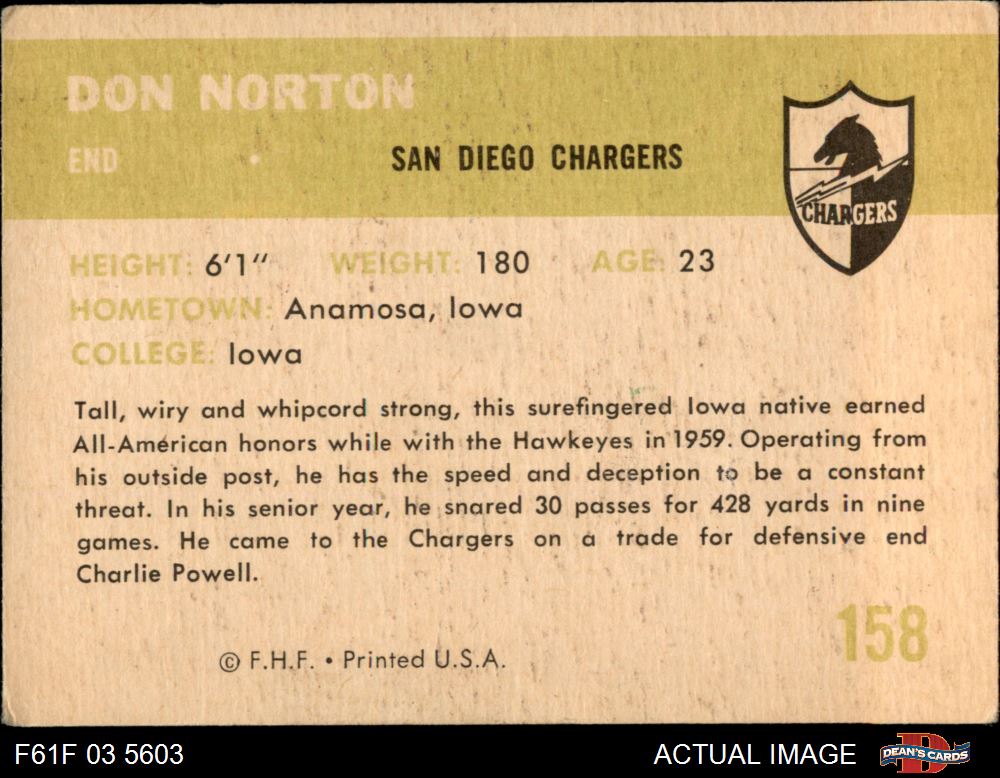 DON NORTON
END
SAN DIEGO CHARGERS
CHARGERS
HEIGHT: 6'1" WEIGHT: 180 AGE: 23
HOMETOWN: Anamosa, Iowa
COLLEGE: Iowa
Tall, wiry and whipcord strong, this surefingered Iowa native earned
All-American honors while with the Hawkeyes in 1959. Operating from
his outside post, he has the speed and deception to be a constant
threat. In his senior year, he snared 30 passes for 428 yards in nine
games. He came to the Chargers on a trade for defensive end
Charlie Powell.
158
© F.H.F. • Printed U.S.A.
F61F 03 5603
ACTUAL IMAGE
DEAN'S CARDS